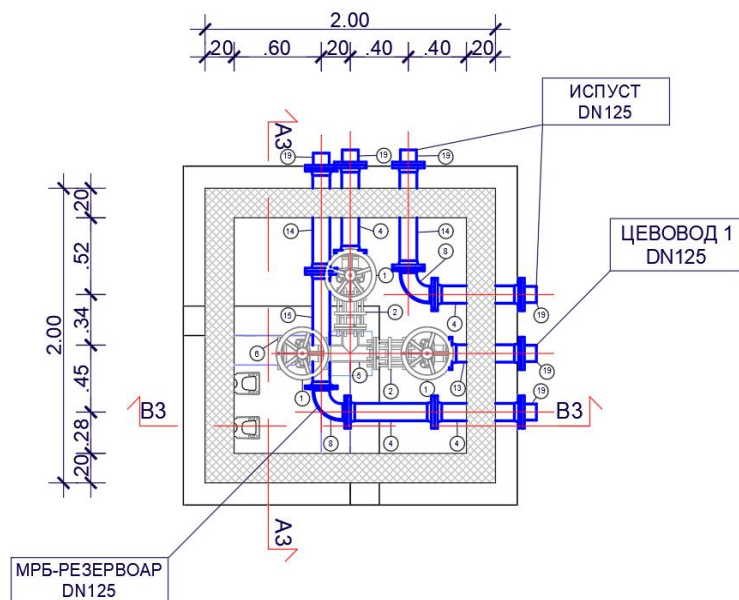 2.00
.20 .60 .20 .40 .40 .20
ИСПУСТ
DN125
A3
19 19 19
.20
.52
.34
.45
.28
.20
2.00
14 4 14
8
ЦЕВОВОД 1
DN125
1
2
4
19
15
6
5
2
1
13
19
1
19
B3 B3
8 4 4
A3
МРБ-РЕЗЕРВОАР
DN125